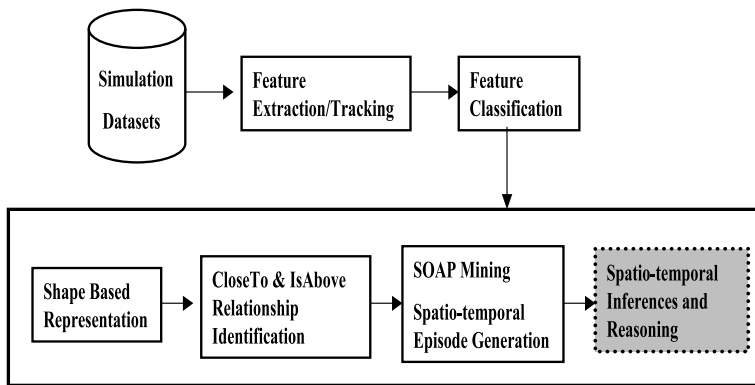 Simulation
Datasets
Feature
Extraction/Tracking
Feature
Classification
Shape Based
Representation
CloseTo & IsAbove
Relationship
Identification
SOAP Mining
Spatio-temporal
Episode Generation
Spatio-temporal
Inferences and
Reasoning